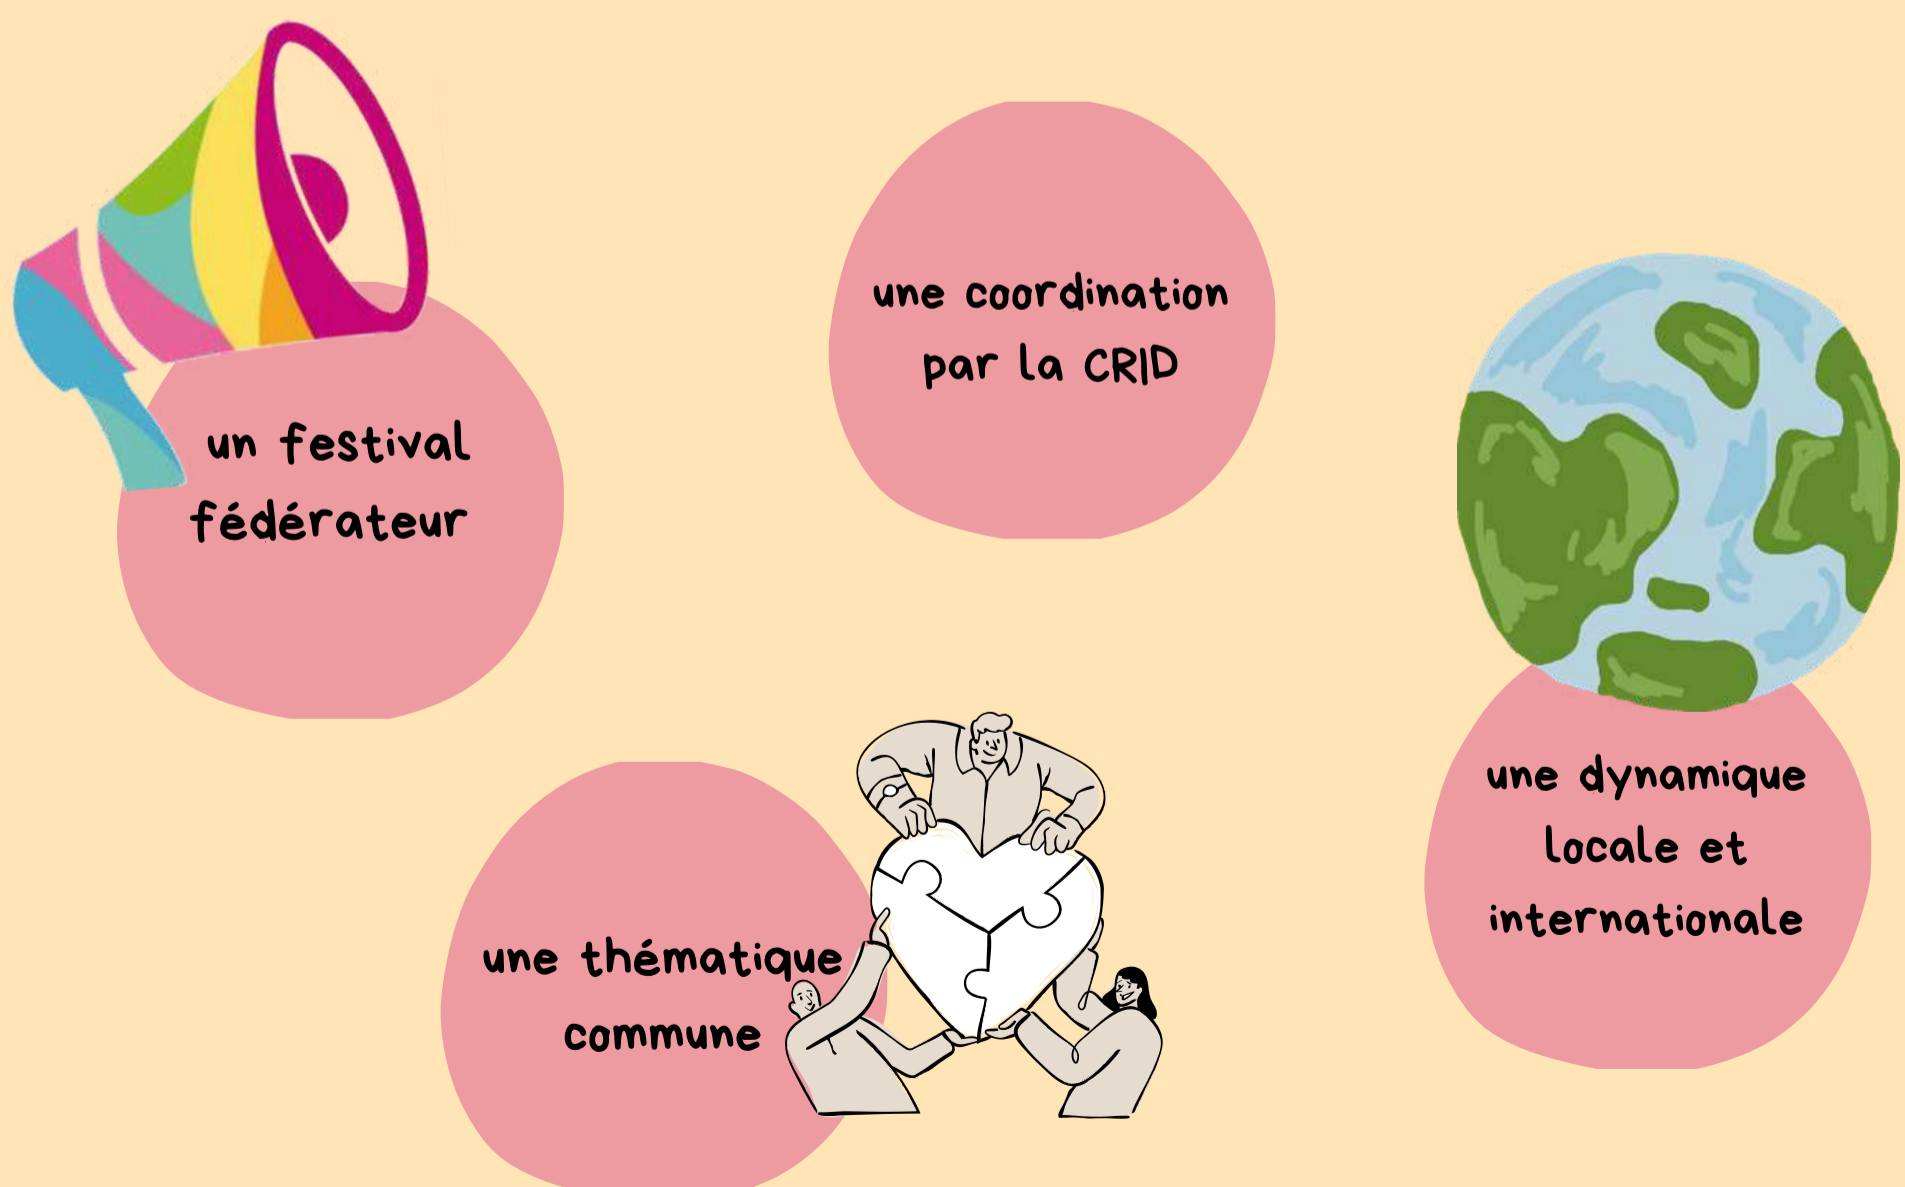 un festival
fédérateur
une coordination
par la CRID
une thématique
commune
une dynamique
locale et
internationale